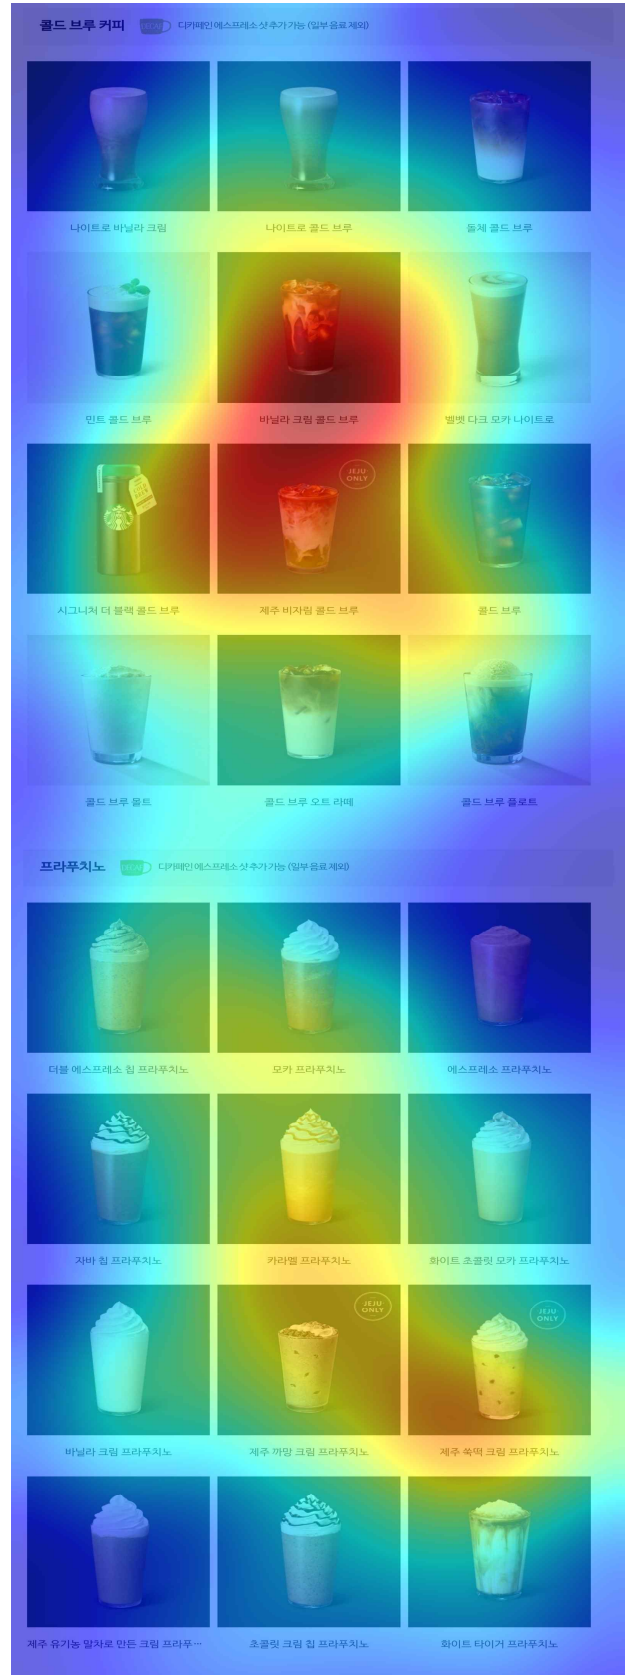 콜드 브루 커피
디카페인 에스프레소 샷 추가 가능 (일부 음료 제외)
나이트로 바닐라 크림 나이트로 콜드 브루 돌체 콜드 브루
민트 콜드 브루 바닐라 크림 콜드 브루 벨벳 다크 모카 나이트로
JEJU
ONLY
시그니처 더 블랙 콜드 브루 제주 비자림 콜드 브루 콜드 브루
콜드 브루 몰트 콜드 브루 오트 라떼 콜드 브루 플로트
프라푸치노
디카페인 에스프레소 샷 추가 가능 (일부 음료 제외)
더블 에스프레소 칩 프라푸치노 모카 프라푸치노 에스프레소 프라푸치노
자바 칩 프라푸치노 카라멜 프라푸치노 화이트 초콜릿 모카 프라푸치노
JEJU
ONLY
JEJU
ONLY
바닐라 크림 프라푸치노 제주 까망 크림 프라푸치노 제주 쑥떡 크림 프라푸치노
제주 유기농 말차로 만든 크림 프라푸… 초콜릿 크림 칩 프라푸치노 화이트 타이거 프라푸치노